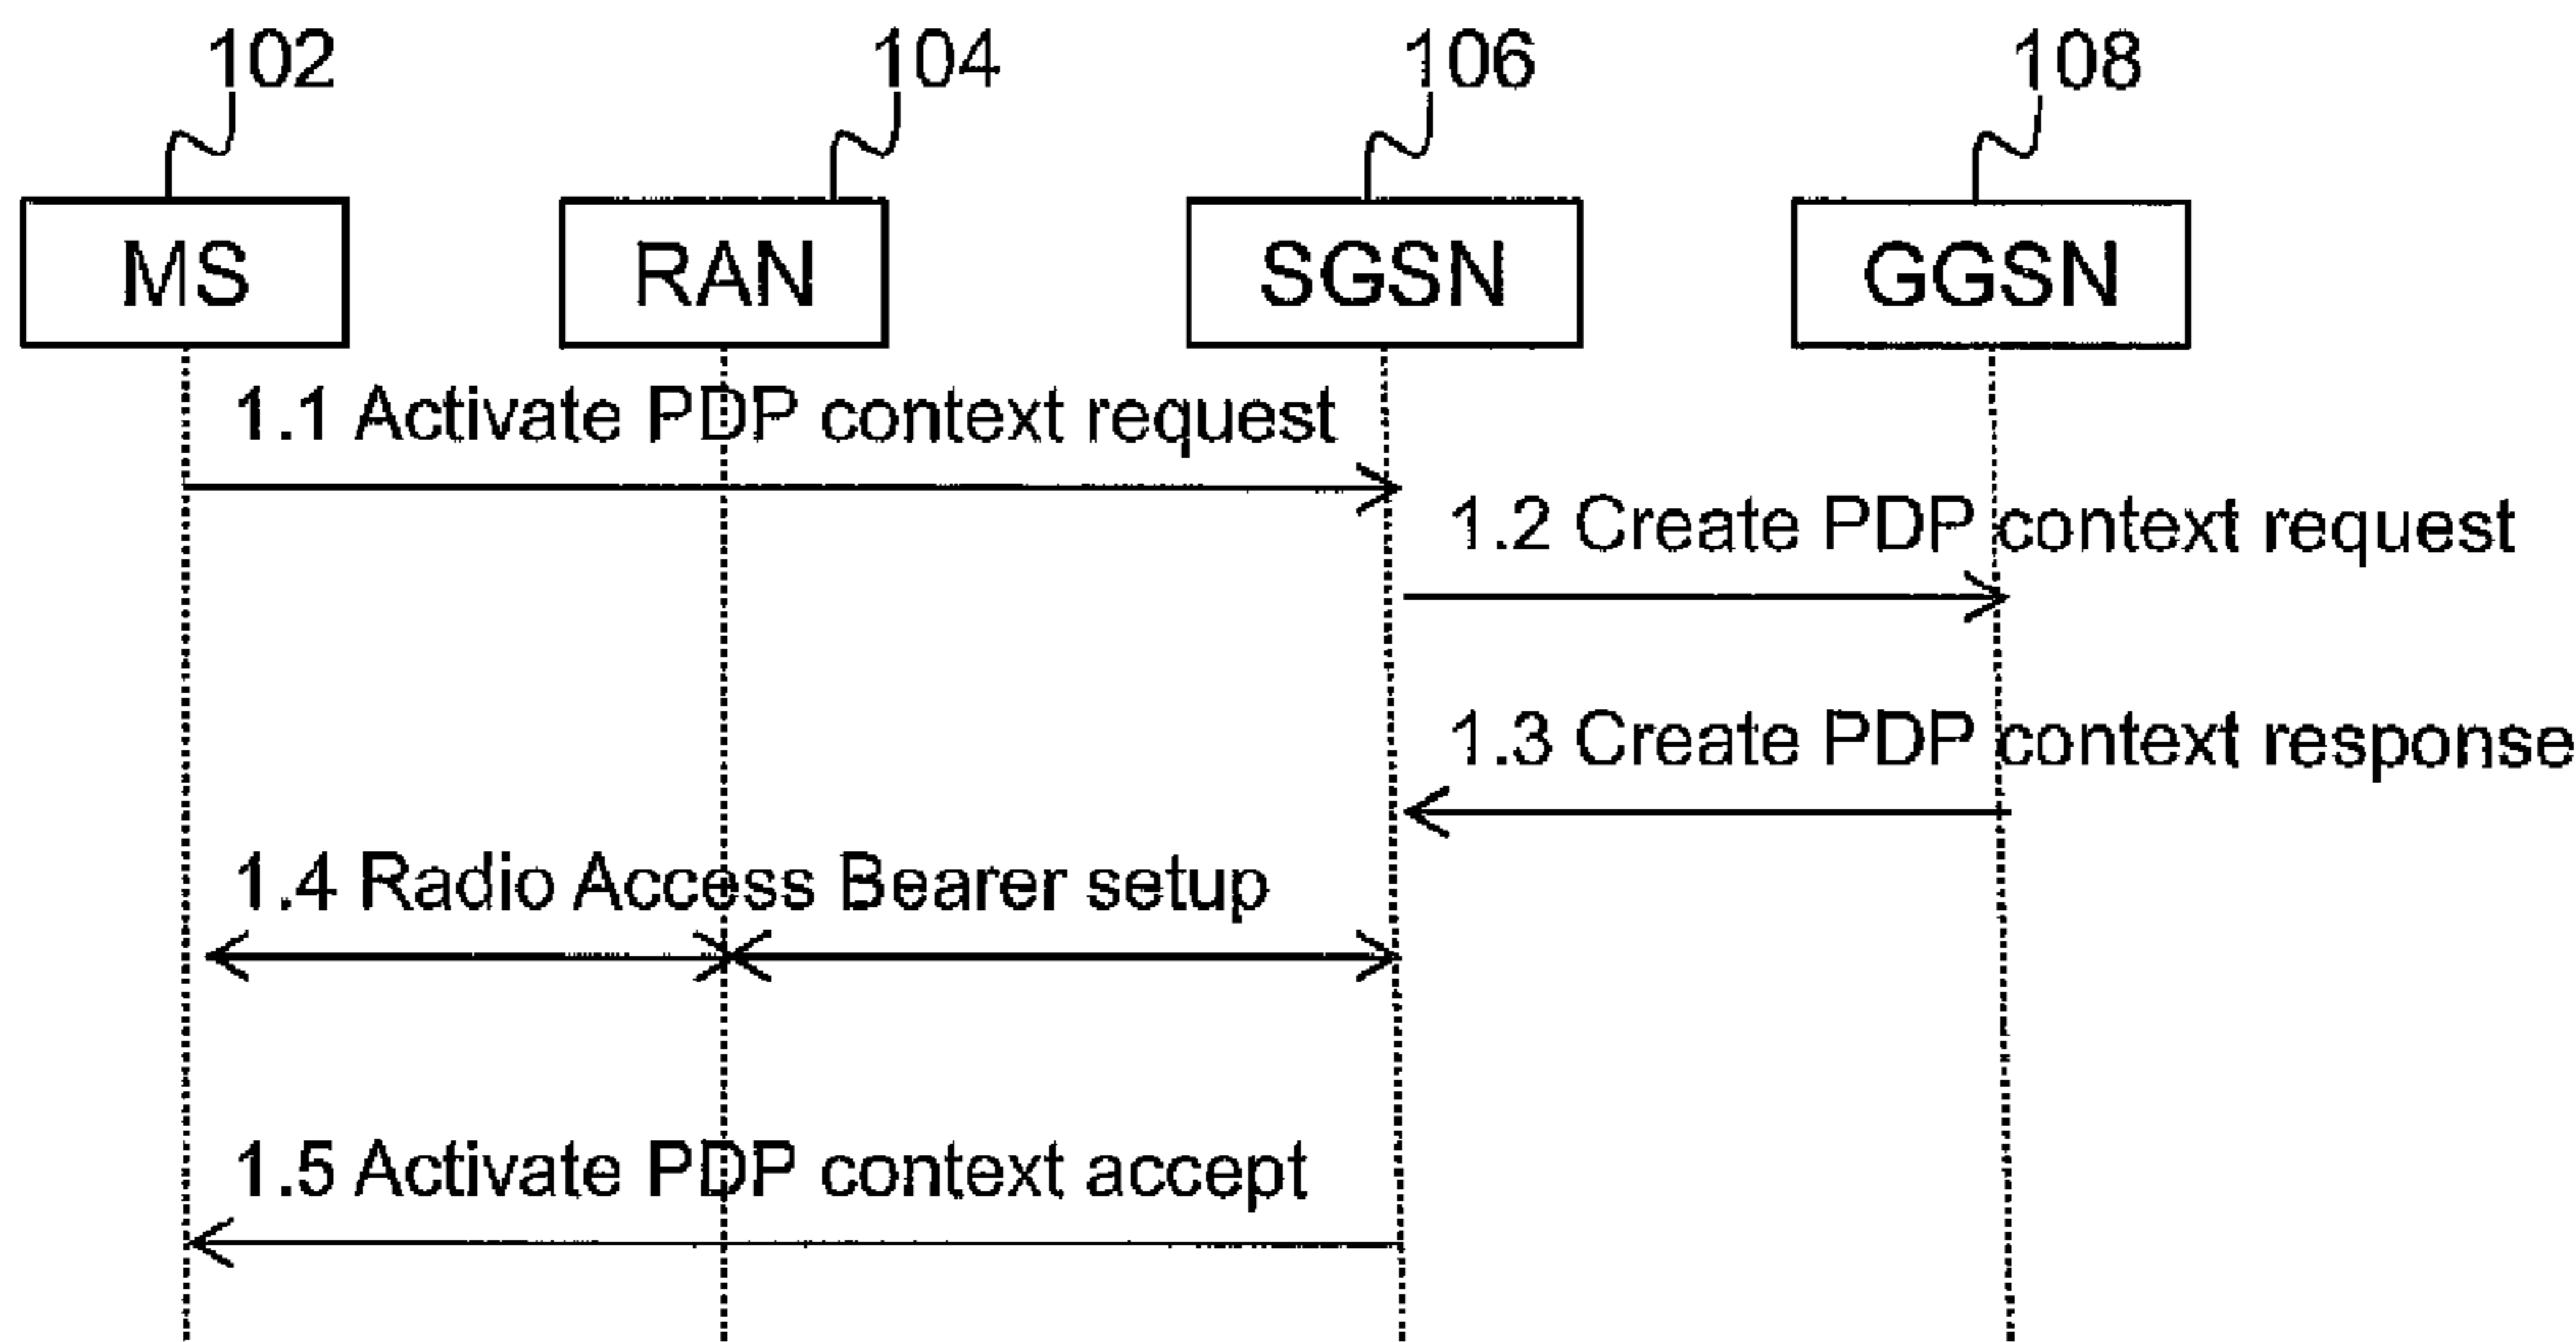 102 104 106 108
MS RAN SGSN GGSN
1.1 Activate PDP context request
1.2 Create PDP context request
1.3 Create PDP context response
1.4 Radio Access Bearer setup
1.5 Activate PDP context accept